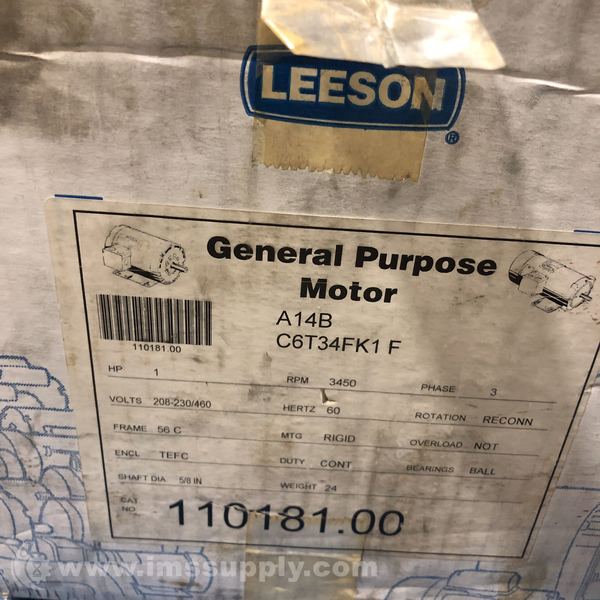 LEESON
®
General Purpose
Motor
A14B
C6T34FK1 F
110181.00
HP 1 RPM 3450 PHASE 3
VOLTS 208-230/460 HERTZ 60 ROTATION RECONN
FRAME 56 C MTG RIGID OVERLOAD NOT
ENCL TEFC DUTY CONT BEARINGS BALL
SHAFT DIA 5/8 IN WEIGHT 24
CAT
NO. 110181.00
www.imssupply.com